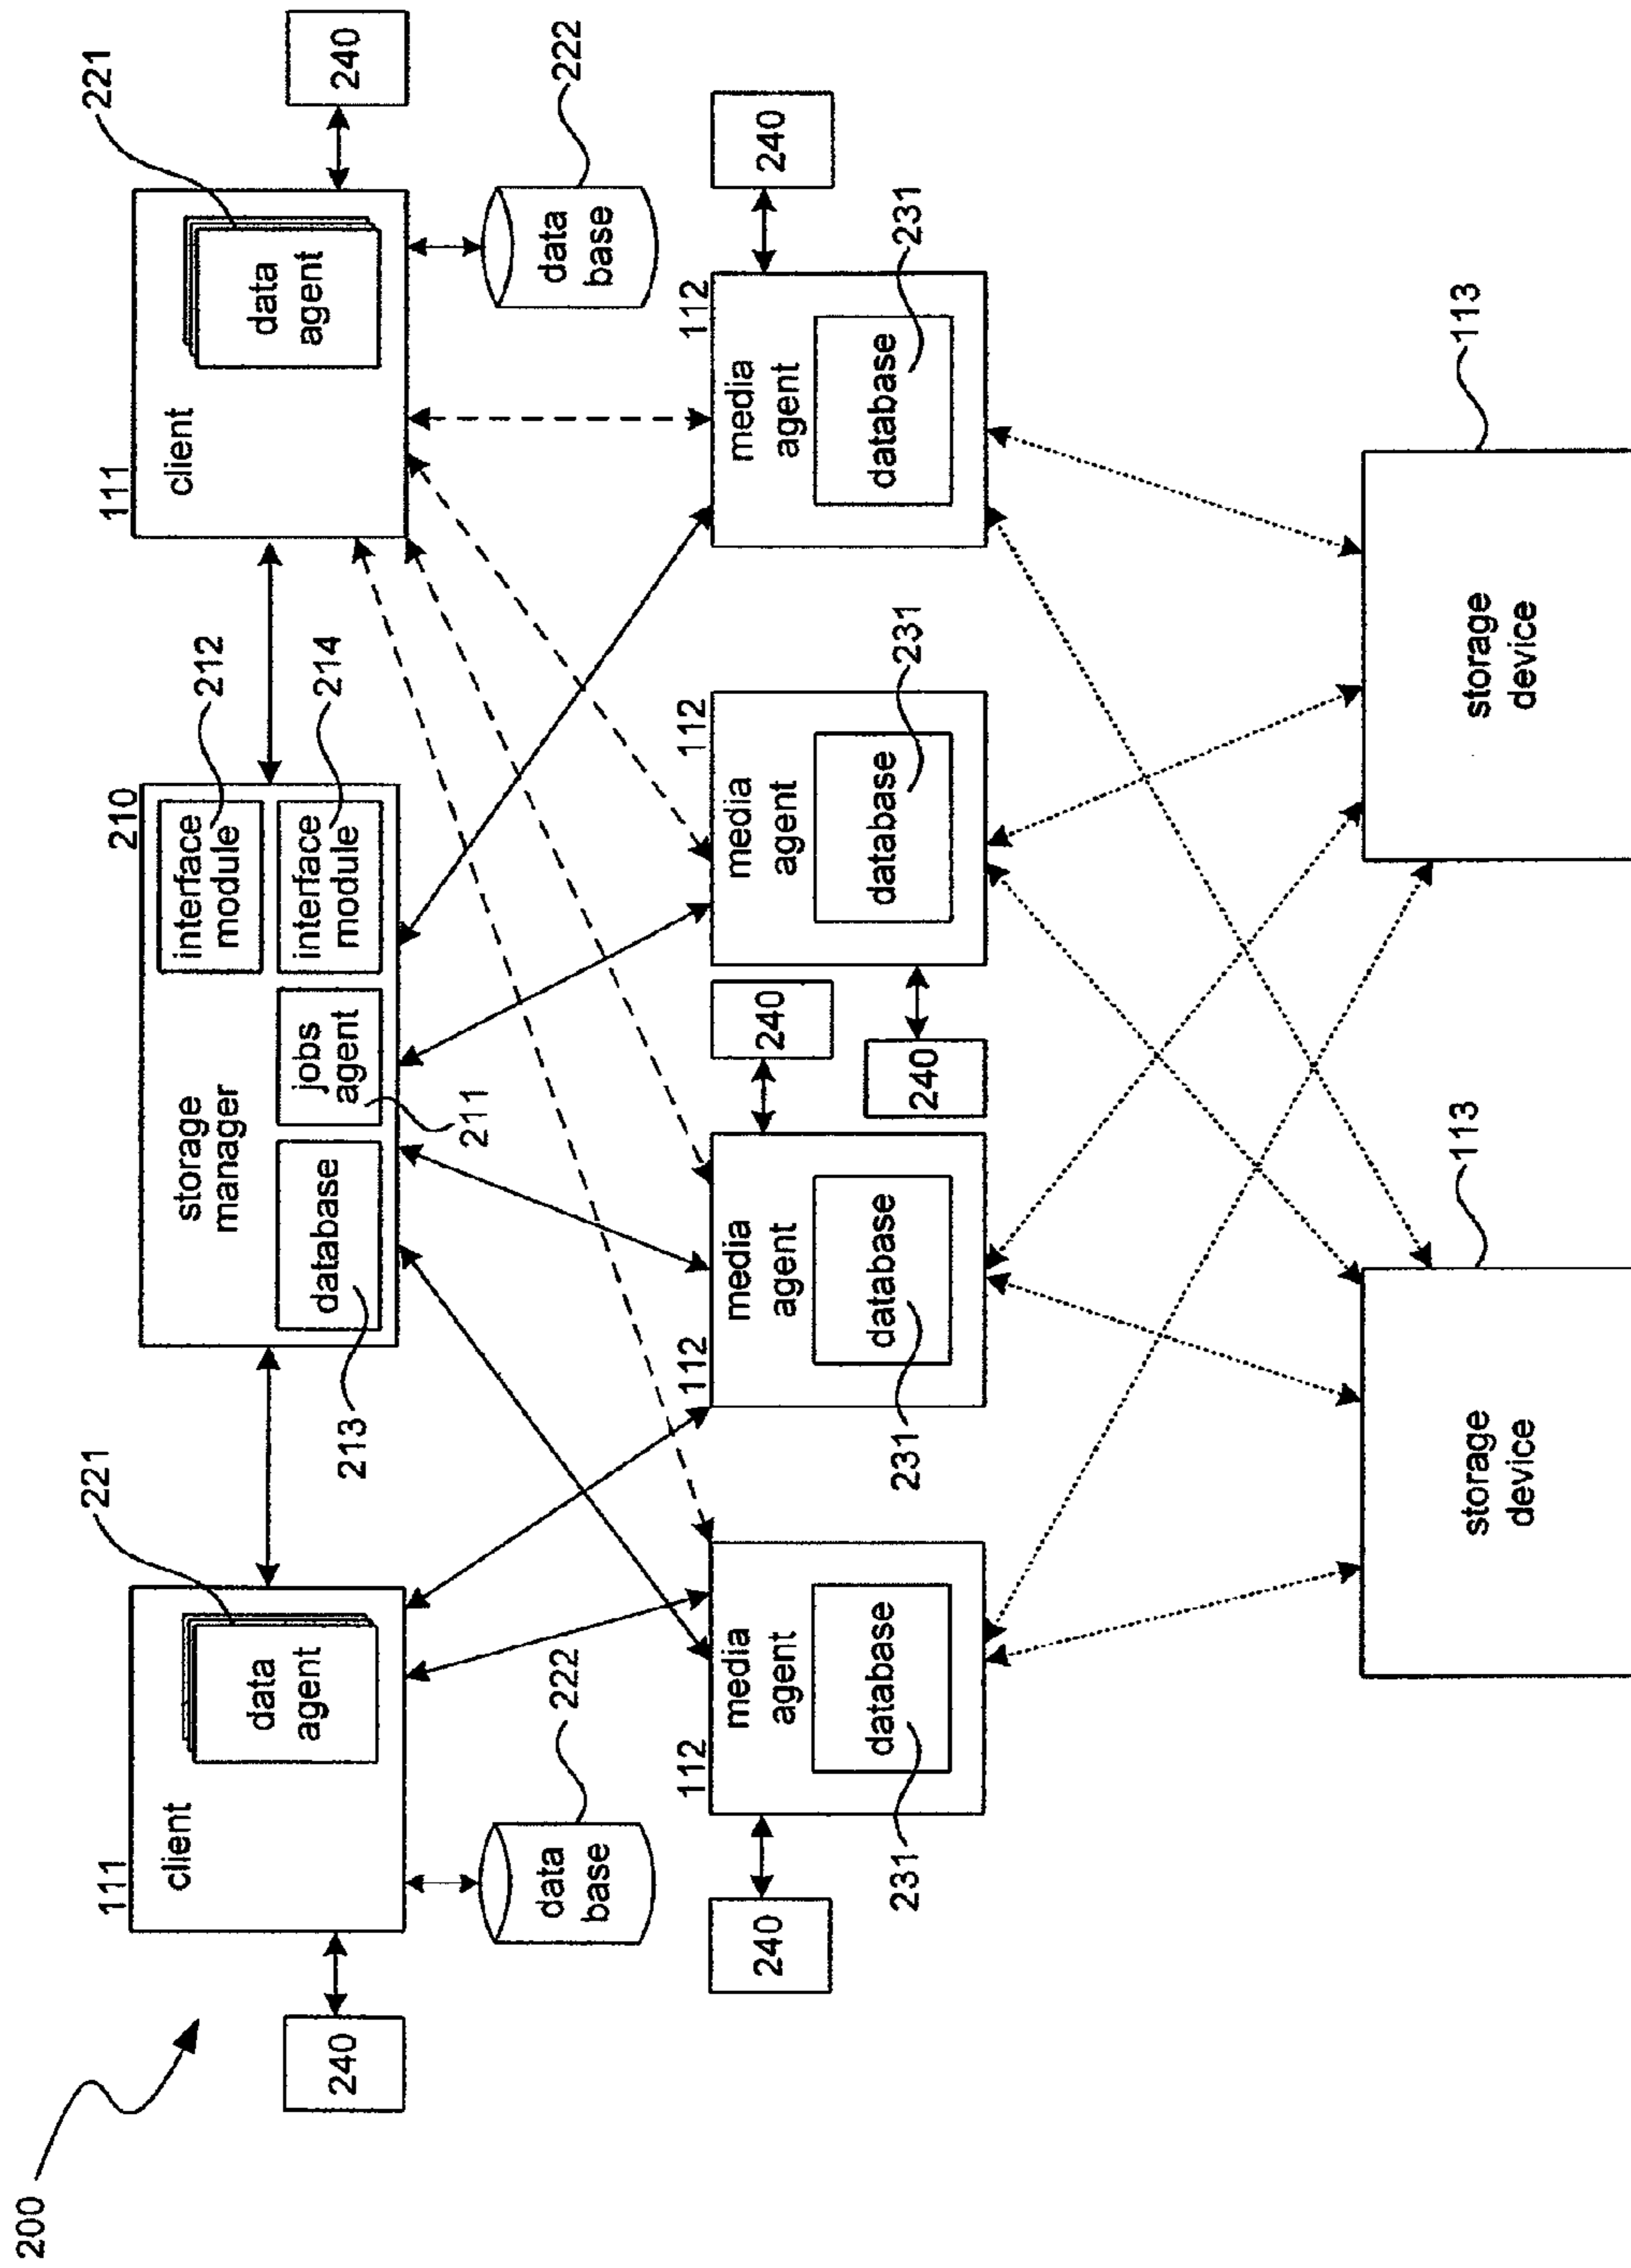 200
240
111
client
data
agent
221
data
base
222
storage
manager
210
database
213
jobs
agent
211
interface
module
212
interface
module
214
111
client
data
agent
221
240
data
base
222
240
112
media
agent
database
231
112
media
agent
database
231
240
240
112
media
agent
database
231
112
media
agent
database
231
240
storage
device
113
storage
device
113